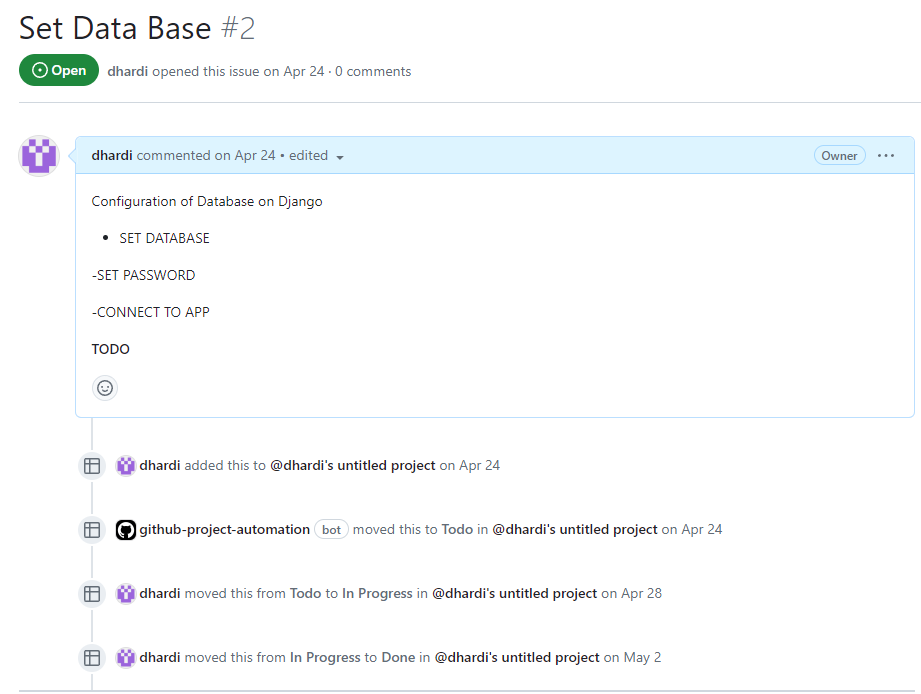 Set Data Base #2
Open dhardi opened this issue on Apr 24 · 0 comments
dhardi commented on Apr 24 • edited Owner
Configuration of Database on Django
• SET DATABASE
-SET PASSWORD
-CONNECT TO APP
TODO
dhardi added this to @dhardi's untitled project on Apr 24
github-project-automation bot moved this to Todo in @dhardi's untitled project on Apr 24
dhardi moved this from Todo to In Progress in @dhardi's untitled project on Apr 28
dhardi moved this from In Progress to Done in @dhardi's untitled project on May 2